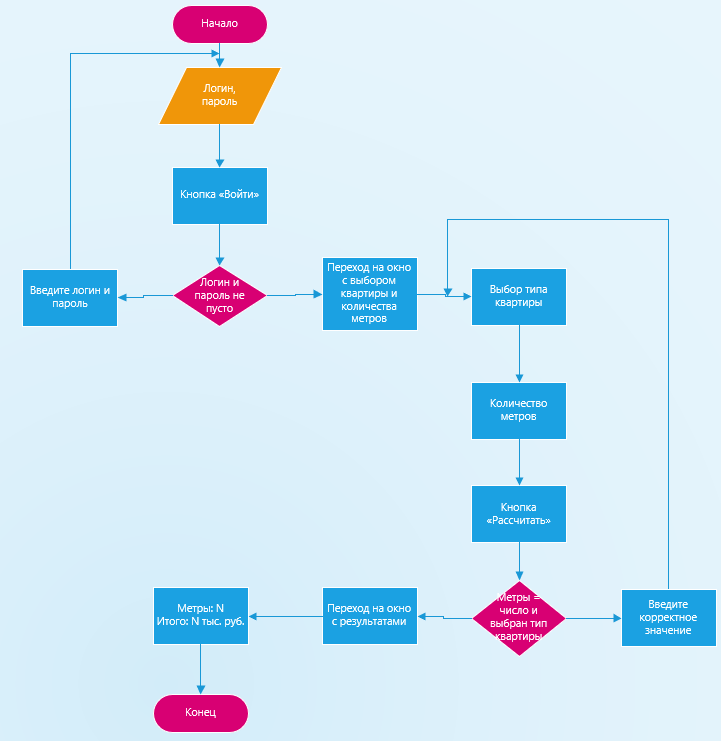 Начало
Логин,
пароль
Кнопка «Войти»
Логин и
пароль не
пусто
Введите логин и
пароль
Переход на окно
с выбором
квартиры и
количества
метров
Выбор типа
квартиры
Количество
метров
Кнопка
«Рассчитать»
Метры =
число и
выбран тип
квартиры
Введите
корректное
значение
Переход на окно
с результатами
Метры: N
Итого: N тыс. руб.
Конец